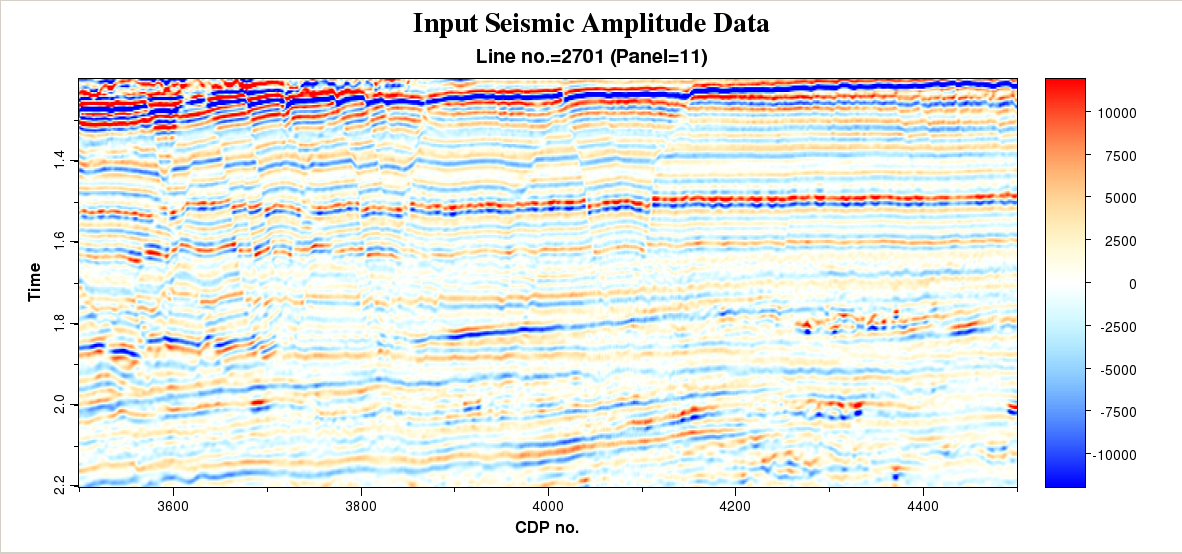 Input Seismic Amplitude Data
Line no.=2701 (Panel=11)
Time
1.4
1.6
1.8
2.0
2.2
3600 3800 4000 4200 4400
CDP no.
10000
7500
5000
2500
0
-2500
-5000
-7500
-10000